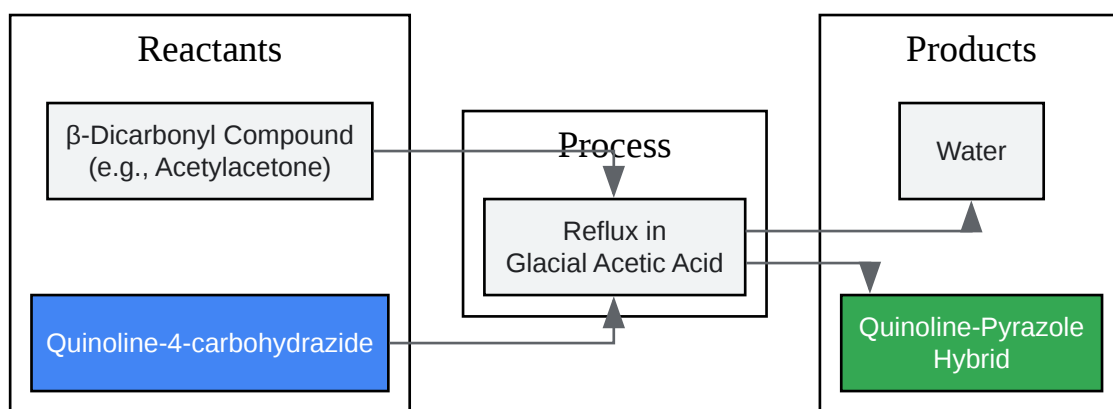 Reactants
β-Dicarbonyl Compound
(e.g., Acetylacetone)
Quinoline-4-carbohydrazide
Process
Reflux in
Glacial Acetic Acid
Products
Water
Quinoline-Pyrazole
Hybrid